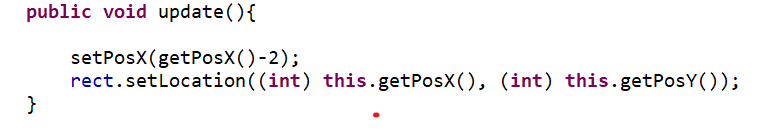 public void update(){
setPosX(getPosX()-2);
rect.setLocation((int) this.getPosX(), (int) this.getPosY());
}